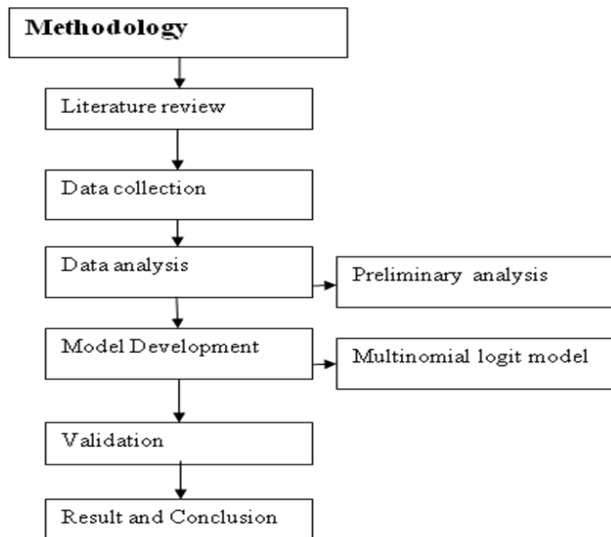 Methodology
Literature review
Data collection
Data analysis
Preliminary analysis
Model Development
Multinomial logit model
Validation
Result and Conclusion